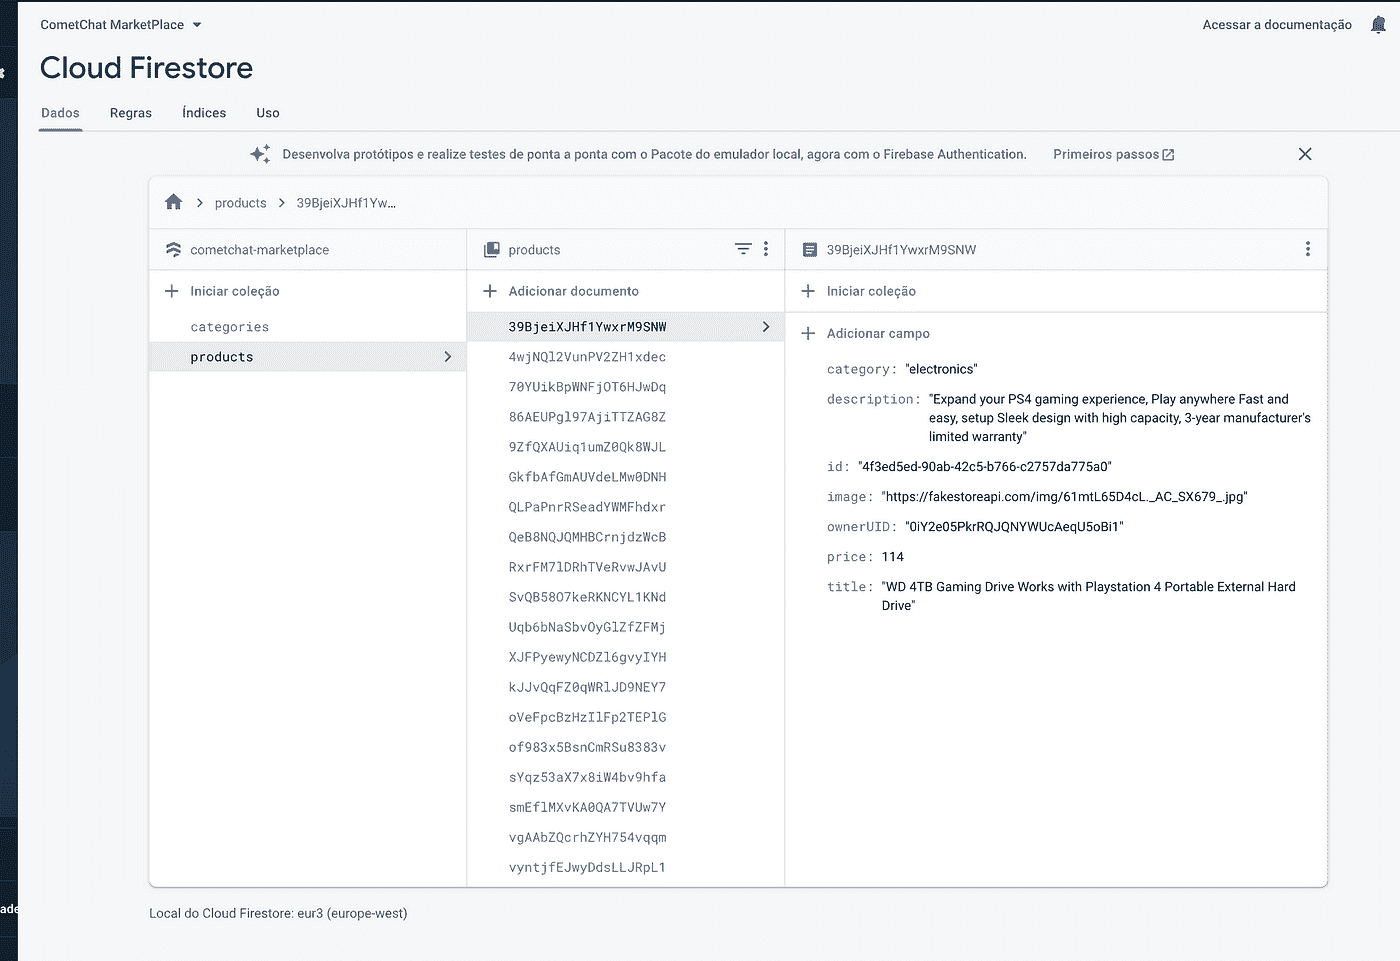 CometChat MarketPlace
Acessar a documentação
Cloud Firestore
Dados
Regras
Índices
Uso
Desenvolva protótipos e realize testes de ponta a ponta com o Pacote do emulador local, agora com o Firebase Authentication.
Primeiros passos
products
39BjeiXJHf1Yw...
cometchat-marketplace
Iniciar coleção
categories
products
products
Adicionar documento
39BjeiXJHf1YwxrM9SNW
4wjNQl2VunPV2ZH1xdec
70YUikBpWNFjOT6HJwDq
86AEUPgl97AjiTTZAG8Z
9ZfQXAUiq1umZ0Qk8WJL
GkfbAfGmAUVdeLMw0DNH
QLPaPnrRSeadYWMFhdxr
QeB8NQJQMHBCrnjdzWcB
RxrFM7lDRhTVeRvwJAvU
SvQB58O7keRKNCYL1KNd
Uqb6bNaSbvOyGlZfZFMj
XJFPyewyNCDZl6gvyIYH
kJJvQqFZ0qWRlJD9NEY7
oVeFpcBzHzIlFp2TEPlG
of983x5BsnCmRSu8383v
sYqz53aX7x8iW4bv9hfa
smEflMXvKA0QA7TVUw7Y
vgAAbZQcrhZYH754vqqm
vyntjfEJwyDdsLLJRpL1
39BjeiXJHf1YwxrM9SNW
Iniciar coleção
Adicionar campo
category: "electronics"
description: "Expand your PS4 gaming experience, Play anywhere Fast and
easy, setup Sleek design with high capacity, 3-year manufacturer's
limited warranty"
id: "4f3ed5ed-90ab-42c5-b766-c2757da775a0"
image: "https://fakestoreapi.com/img/61mtL65D4cL._AC_SX679_.jpg"
ownerUID: "0iY2e05PkrRQJQNYWUcAeqU5oBi1"
price: 114
title: "WD 4TB Gaming Drive Works with Playstation 4 Portable External Hard
Drive"
ade
Local do Cloud Firestore: eur3 (europe-west)